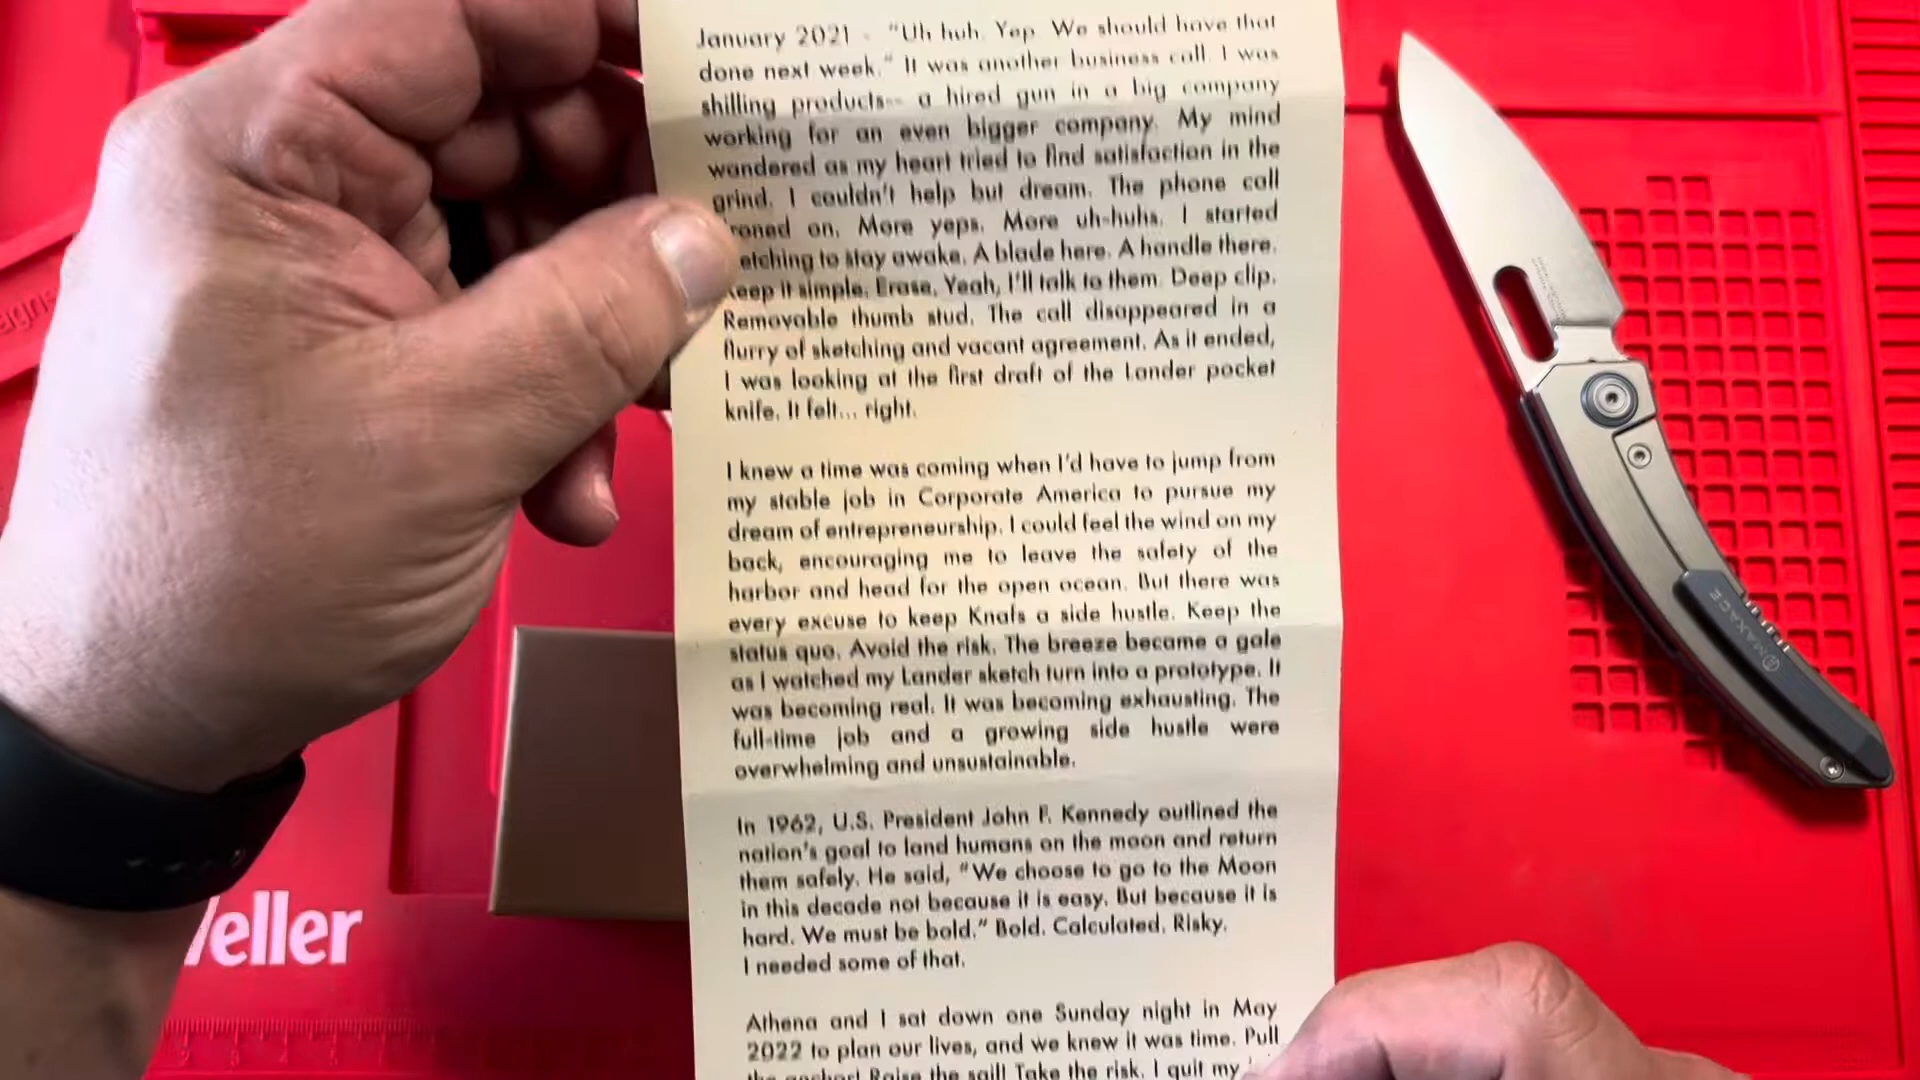 January 2021 - "Uh huh. Yep. We should have that
done next week." It was another business call. I was
shilling products-- a hired gun in a big company
working for an even bigger company. My mind
wandered as my heart tried to find satisfaction in the
grind. I couldn't help but dream. The phone call
roned on. More yeps. More uh-huhs. I started
etching to stay awake. A blade here. A handle there.
Keep it simple. Erase. Yeah, I'll talk to them. Deep clip.
Removable thumb stud. The call disappeared in a
flurry of sketching and vacant agreement. As it ended,
I was looking at the first draft of the Lander pocket
knife. It felt... right.
I knew a time was coming when I'd have to jump from
my stable job in Corporate America to pursue my
dream of entrepreneurship. I could feel the wind on my
back, encouraging me to leave the safety of the
harbor and head for the open ocean. But there was
every excuse to keep Knafs a side hustle. Keep the
status quo. Avoid the risk. The breeze became a gale
as I watched my Lander sketch turn into a prototype. It
was becoming real. It was becoming exhausting. The
full-time job and a growing side hustle were
overwhelming and unsustainable.
In 1962, U.S. President John F. Kennedy outlined the
nation's goal to land humans on the moon and return
them safely. He said, "We choose to go to the Moon
in this decade not because it is easy. But because it is
hard. We must be bold." Bold. Calculated. Risky.
I needed some of that.
Athena and I sat down one Sunday night in May
2022 to plan our lives, and we knew it was time. Pull
the anchor! Raise the sail! Take the risk. I quit my
MAXACE
eller
agne
2 3 4 5 6